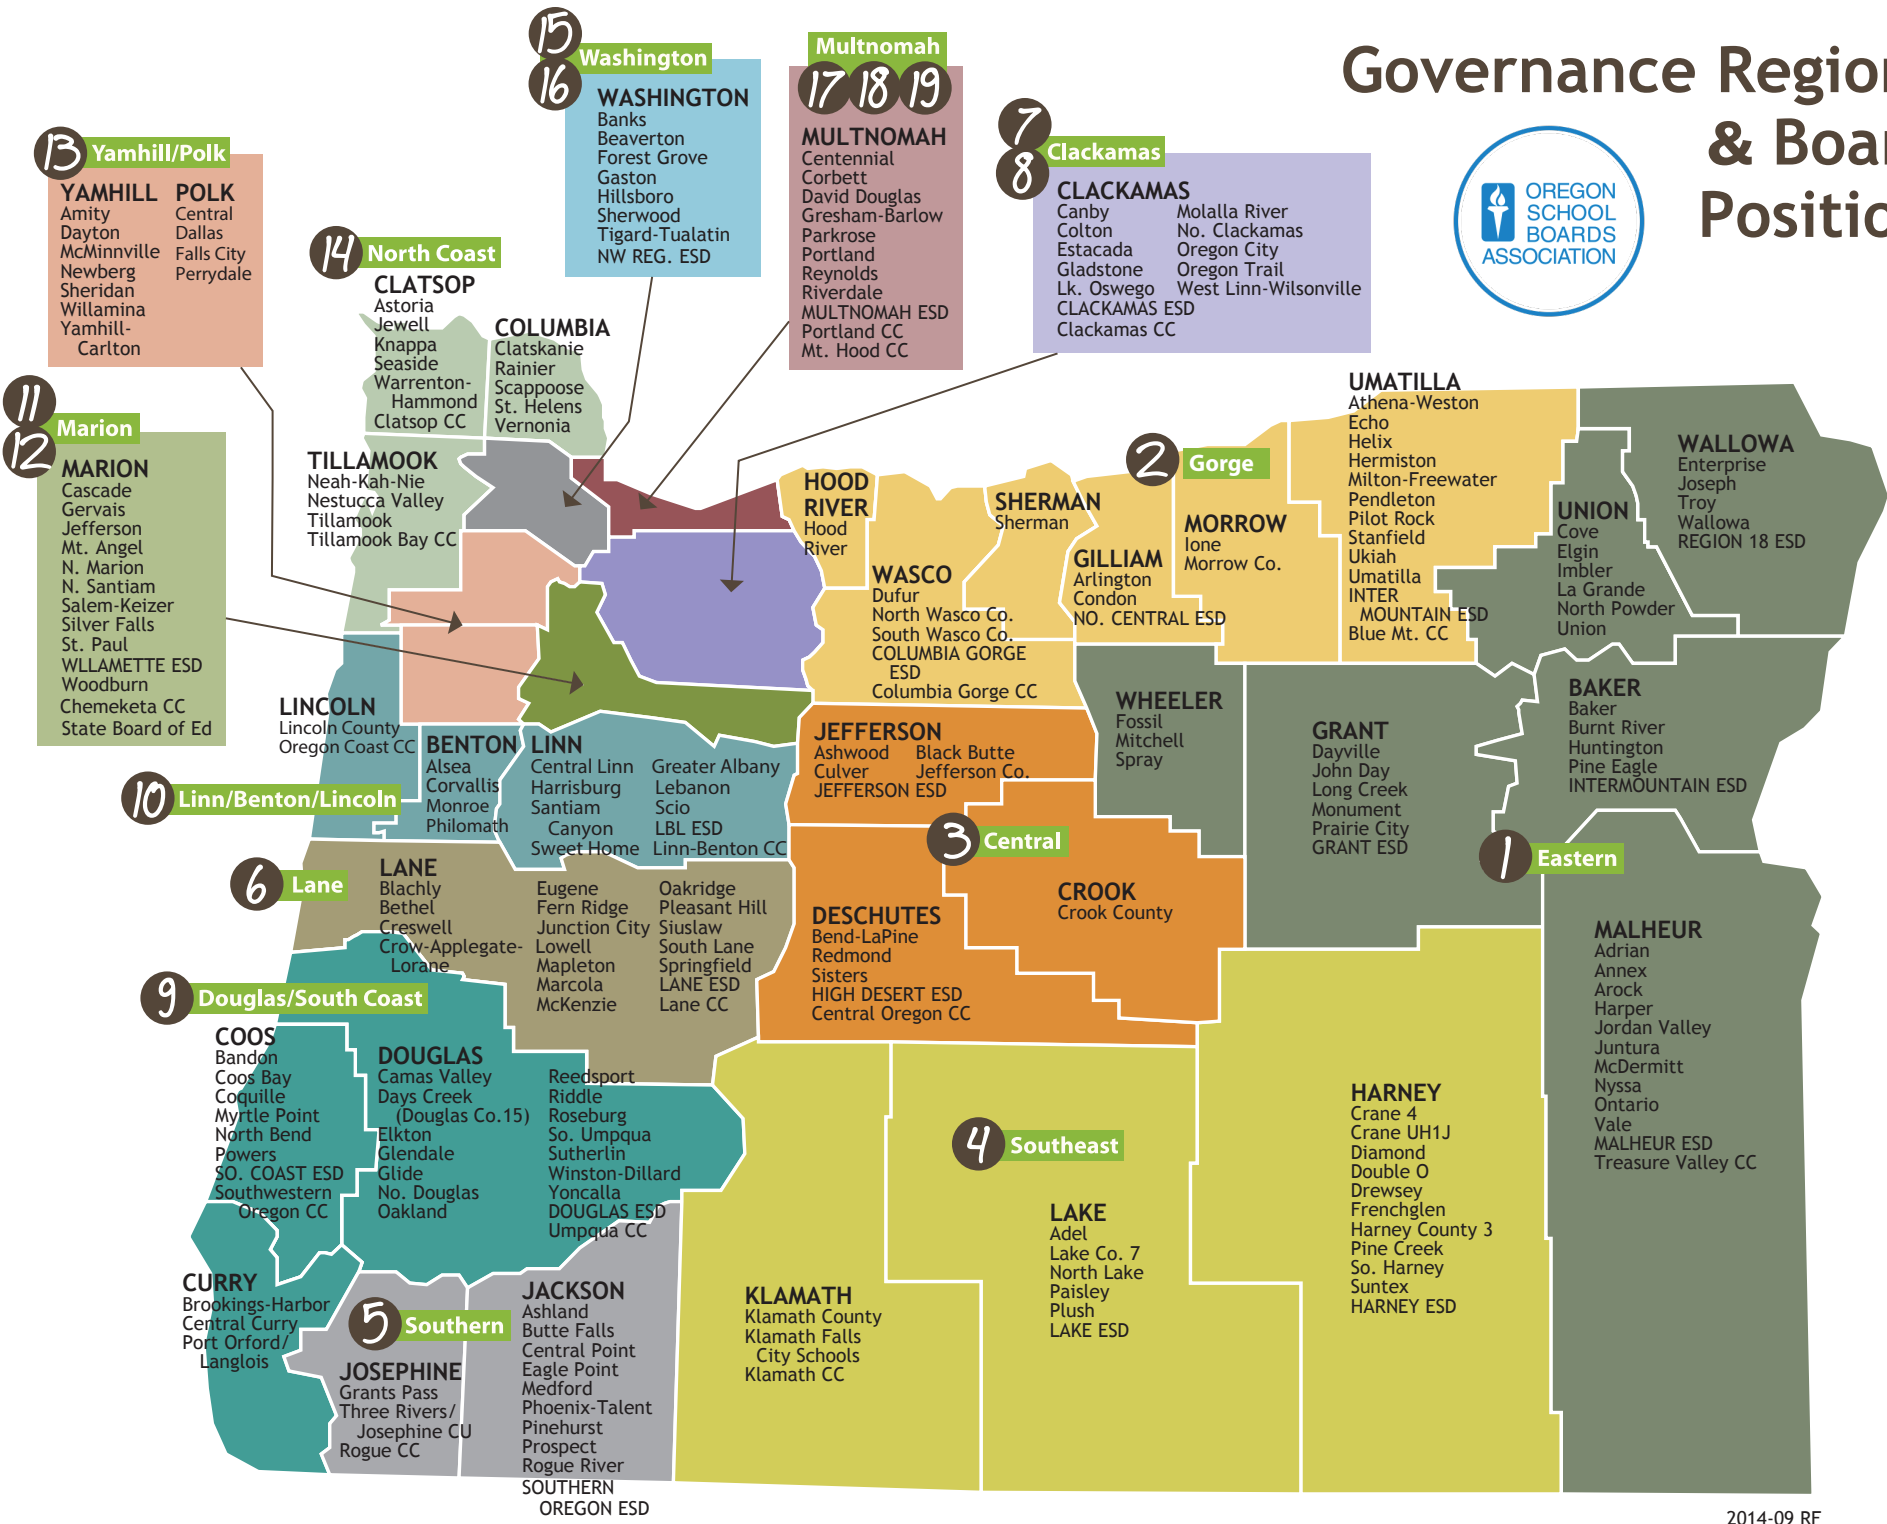 Governance Region
& Boar
Positio
OREGON
SCHOOL
BOARDS
ASSOCIATION
15
16
Washington
WASHINGTON
Banks
Beaverton
Forest Grove
Gaston
Hillsboro
Sherwood
Tigard-Tualatin
NW REG. ESD
Multnomah
17 18 19
MULTNOMAH
Centennial
Corbett
David Douglas
Gresham-Barlow
Parkrose
Portland
Reynolds
Riverdale
MULTNOMAH ESD
Portland CC
Mt. Hood CC
7
8
Clackamas
CLACKAMAS
Canby
Colton
Estacada
Gladstone
Lk. Oswego
Molalla River
No. Clackamas
Oregon City
Oregon Trail
West Linn-Wilsonville
CLACKAMAS ESD
Clackamas CC
13 Yamhill/Polk
YAMHILL
Amity
Dayton
McMinnville
Newberg
Sheridan
Willamina
Yamhill-
Carlton
POLK
Central
Dallas
Falls City
Perrydale
14 North Coast
CLATSOP
Astoria
Jewell
Knappa
Seaside
Warrenton-
Hammond
Clatsop CC
COLUMBIA
Clatskanie
Rainier
Scappoose
St. Helens
Vernonia
TILLAMOOK
Neah-Kah-Nie
Nestucca Valley
Tillamook
Tillamook Bay CC
11
12
Marion
MARION
Cascade
Gervais
Jefferson
Mt. Angel
N. Marion
N. Santiam
Salem-Keizer
Silver Falls
St. Paul
WLLAMETTE ESD
Woodburn
Chemeketa CC
State Board of Ed
2 Gorge
HOOD
RIVER
Hood
River
WASCO
Dufur
North Wasco Co.
South Wasco Co.
COLUMBIA GORGE
ESD
Columbia Gorge CC
SHERMAN
Sherman
GILLIAM
Arlington
Condon
NO. CENTRAL ESD
MORROW
Ione
Morrow Co.
UMATILLA
Athena-Weston
Echo
Helix
Hermiston
Milton-Freewater
Pendleton
Pilot Rock
Stanfield
Ukiah
Umatilla
INTER
MOUNTAIN ESD
Blue Mt. CC
UNION
Cove
Elgin
Imbler
La Grande
North Powder
Union
WALLOWA
Enterprise
Joseph
Troy
Wallowa
REGION 18 ESD
WHEELER
Fossil
Mitchell
Spray
GRANT
Dayville
John Day
Long Creek
Monument
Prairie City
GRANT ESD
BAKER
Baker
Burnt River
Huntington
Pine Eagle
INTERMOUNTAIN ESD
1 Eastern
MALHEUR
Adrian
Annex
Arock
Harper
Jordan Valley
Juntura
McDermitt
Nyssa
Ontario
Vale
MALHEUR ESD
Treasure Valley CC
LINCOLN
Lincoln County
Oregon Coast CC
10 Linn/Benton/Lincoln
BENTON
Alsea
Corvallis
Monroe
Philomath
LINN
Central Linn
Harrisburg
Santiam
Canyon
Sweet Home
Greater Albany
Lebanon
Scio
LBL ESD
Linn-Benton CC
JEFFERSON
Ashwood
Culver
Black Butte
Jefferson Co.
JEFFERSON ESD
3 Central
DESCHUTES
Bend-LaPine
Redmond
Sisters
HIGH DESERT ESD
Central Oregon CC
CROOK
Crook County
6 Lane
LANE
Blachly
Bethel
Creswell
Crow-Applegate-
Lorane
Eugene
Fern Ridge
Junction City
Lowell
Mapleton
Marcola
McKenzie
Oakridge
Pleasant Hill
Siuslaw
South Lane
Springfield
LANE ESD
Lane CC
9 Douglas/South Coast
COOS
Bandon
Coos Bay
Coquille
Myrtle Point
North Bend
Powers
SO. COAST ESD
Southwestern
Oregon CC
DOUGLAS
Camas Valley
Days Creek
(Douglas Co.15)
Elkton
Glendale
Glide
No. Douglas
Oakland
Reedsport
Riddle
Roseburg
So. Umpqua
Sutherlin
Winston-Dillard
Yoncalla
DOUGLAS ESD
Umpqua CC
CURRY
Brookings-Harbor
Central Curry
Port Orford/
Langlois
5 Southern
JOSEPHINE
Grants Pass
Three Rivers/
Josephine CU
Rogue CC
JACKSON
Ashland
Butte Falls
Central Point
Eagle Point
Medford
Phoenix-Talent
Pinehurst
Prospect
Rogue River
SOUTHERN
OREGON ESD
4 Southeast
KLAMATH
Klamath County
Klamath Falls
City Schools
Klamath CC
LAKE
Adel
Lake Co. 7
North Lake
Paisley
Plush
LAKE ESD
HARNEY
Crane 4
Crane UH1J
Diamond
Double O
Drewsey
Frenchglen
Harney County 3
Pine Creek
So. Harney
Suntex
HARNEY ESD
2014-09 RF